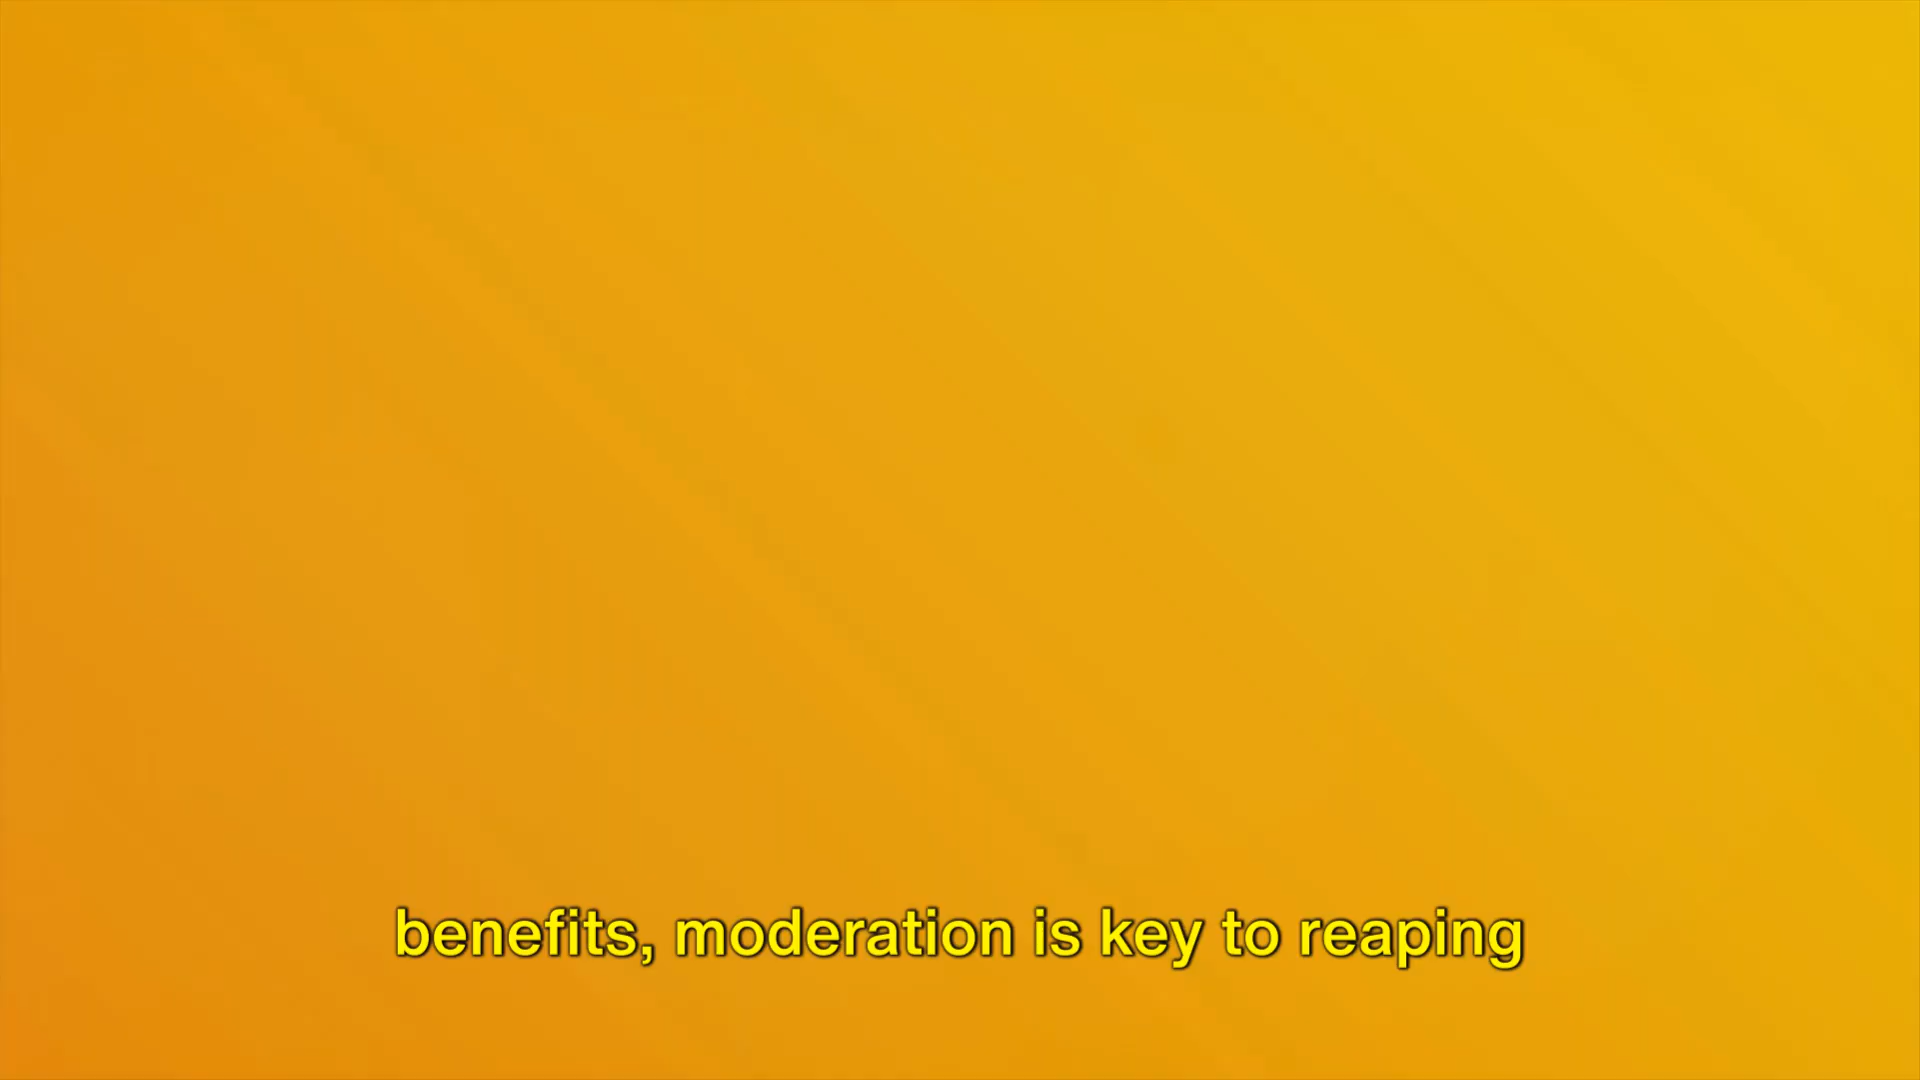 benefits, moderation is key to reaping